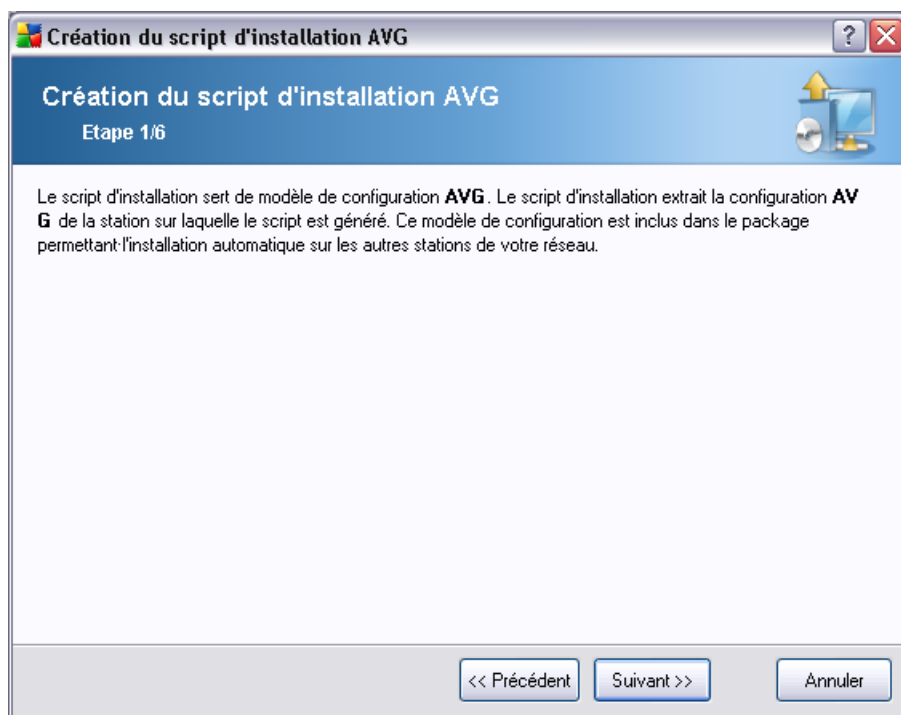 Création du script d'installation AVG
?
Création du script d'installation AVG
Etape 1/6
Le script d'installation sert de modèle de configuration AVG. Le script d'installation extrait la configuration AV
G de la station sur laquelle le script est généré. Ce modèle de configuration est inclus dans le package
permettant l'installation automatique sur les autres stations de votre réseau.
<< Précédent
Suivant >>
Annuler